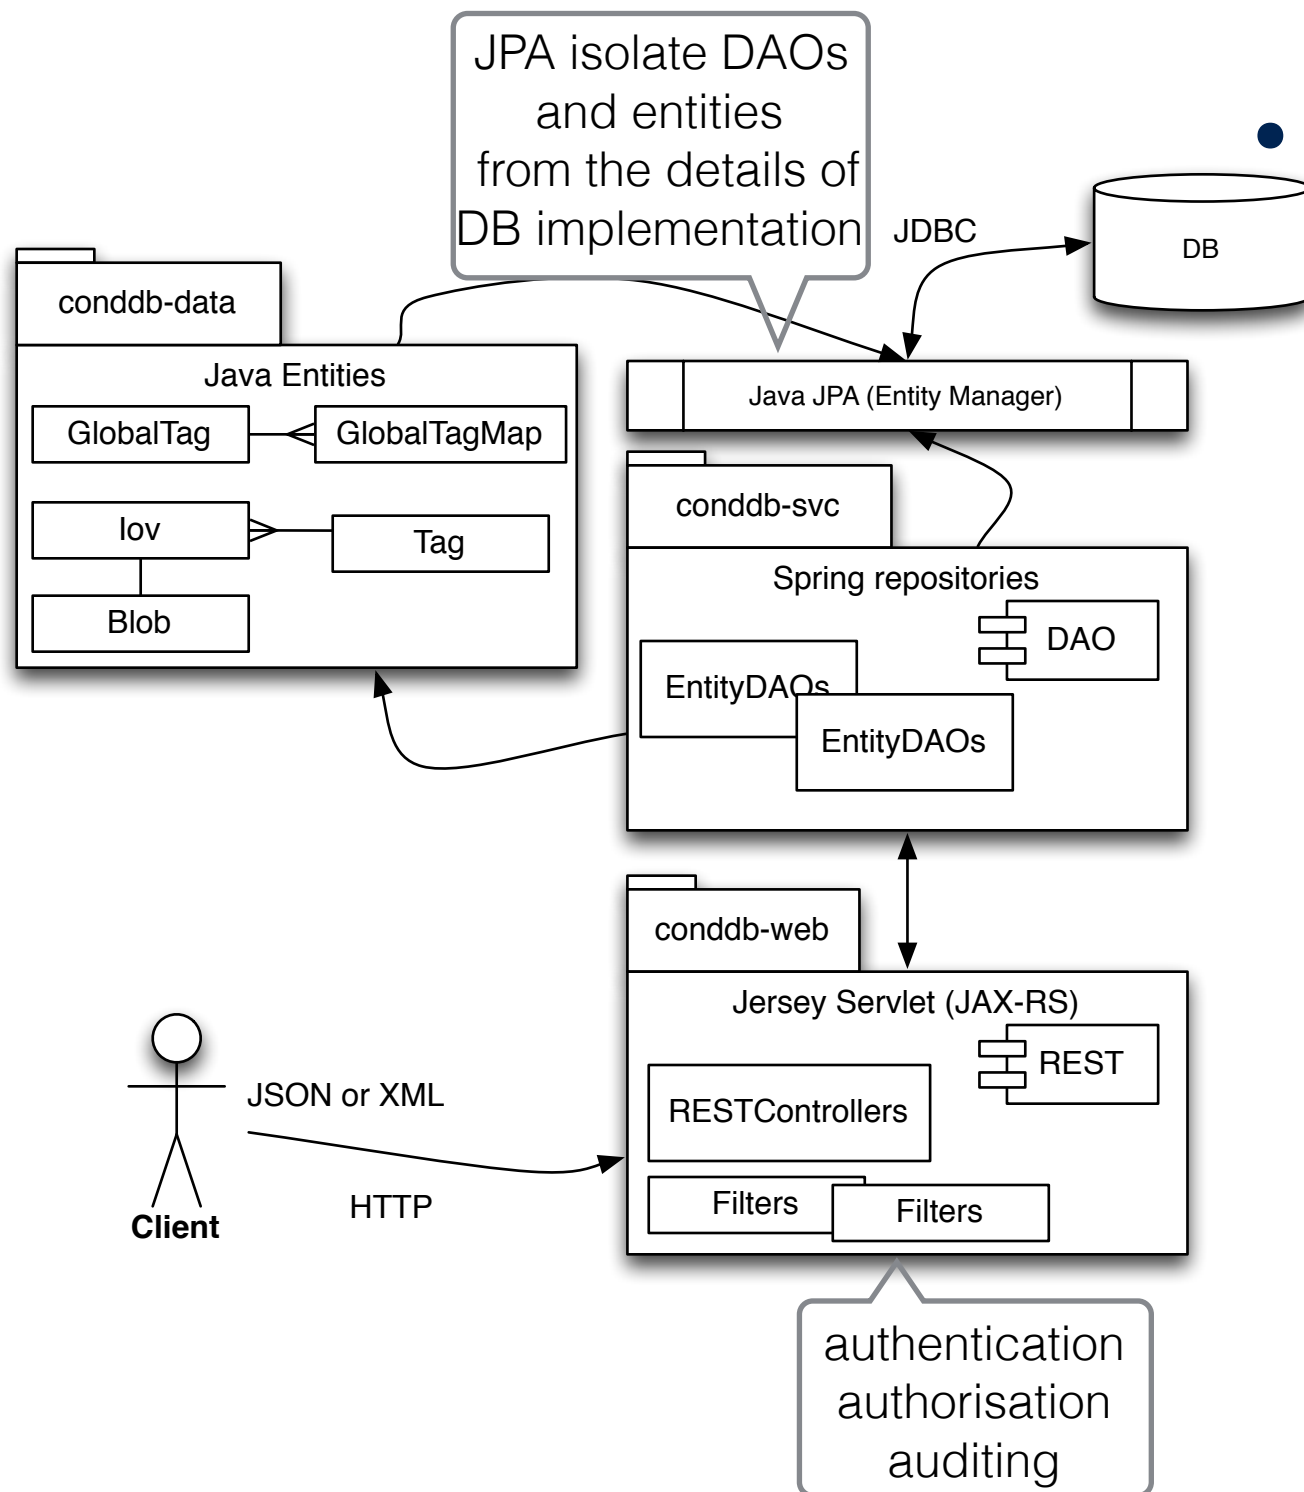 JPA isolate DAOs
and entities
from the details of
DB implementation
JDBC
DB
conddb-data
Java Entities
GlobalTag
GlobalTagMap
Iov
Tag
Blob
Java JPA (Entity Manager)
conddb-svc
Spring repositories
DAO
EntityDAOs
EntityDAOs
conddb-web
Jersey Servlet (JAX-RS)
REST
RESTControllers
Filters
Filters
JSON or XML
HTTP
Client
authentication
authorisation
auditing